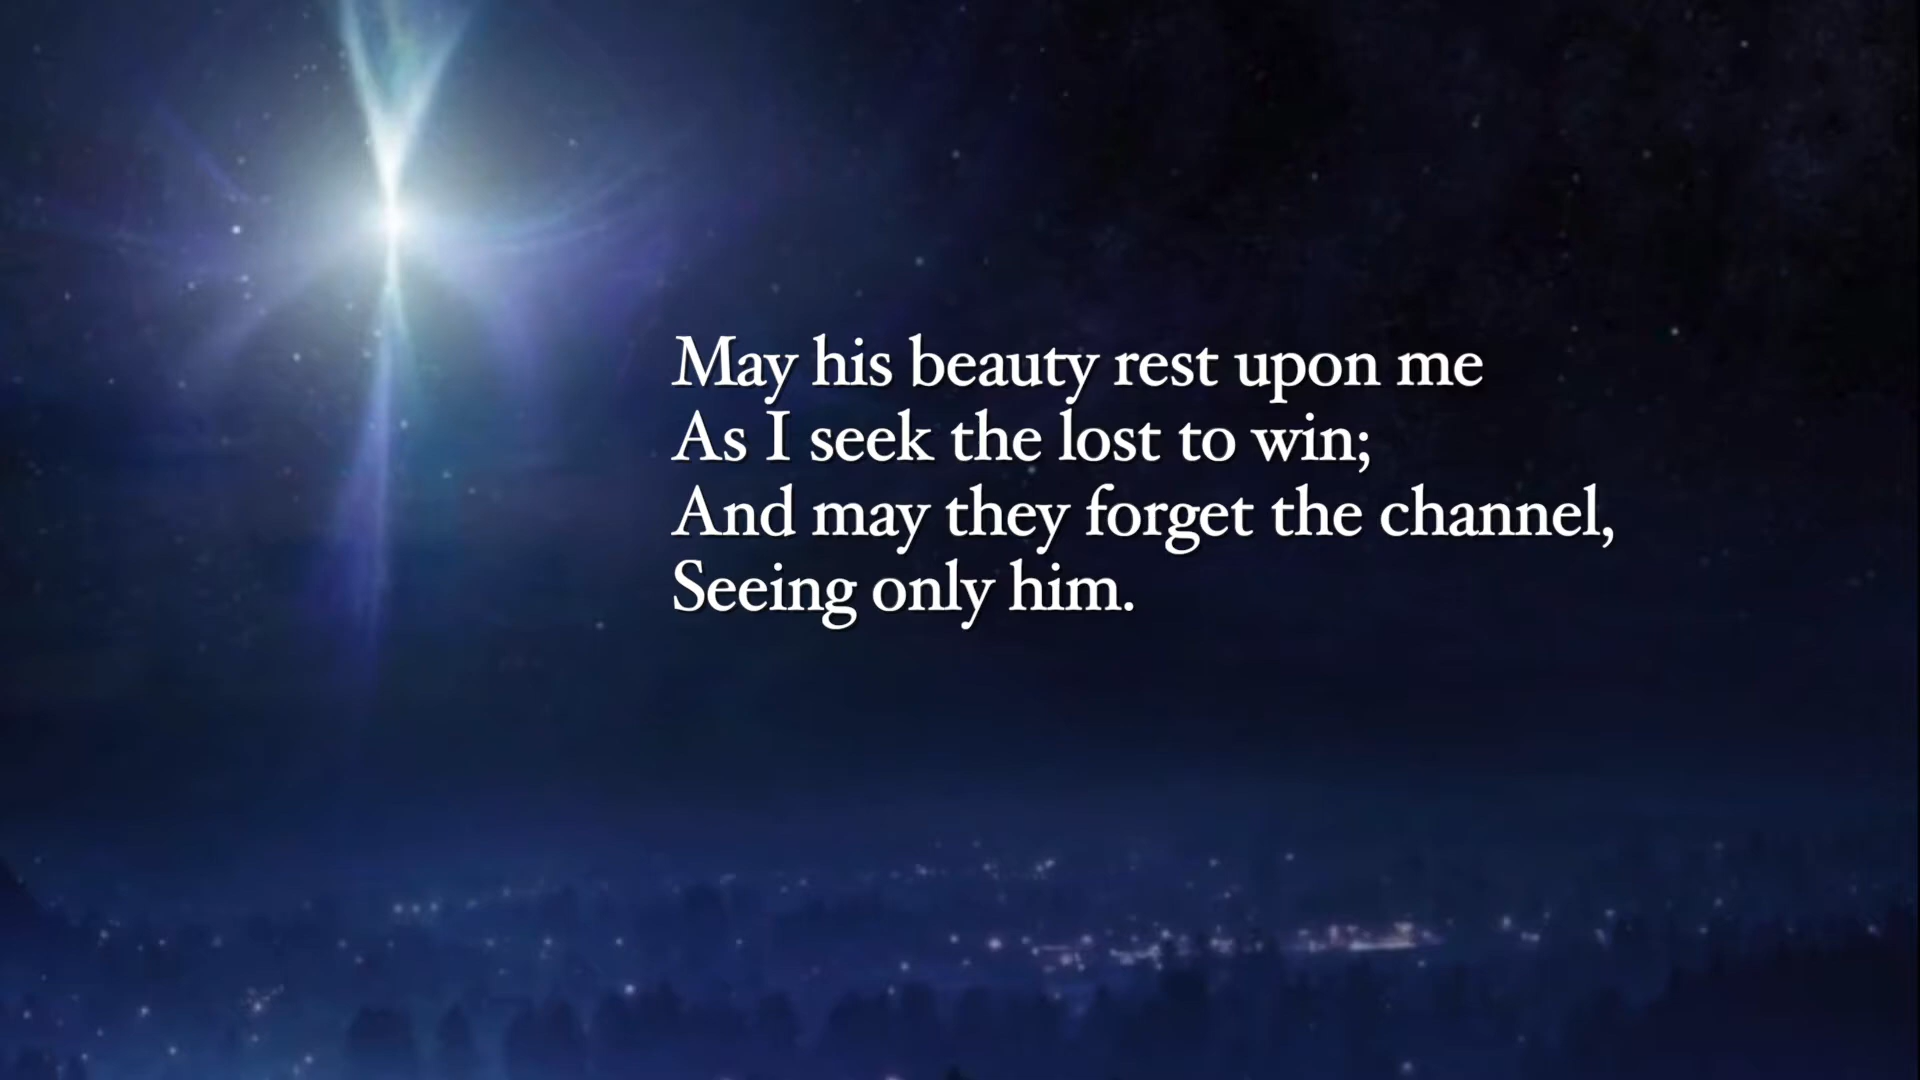 May his beauty rest upon me
As I seek the lost to win;
And may they forget the channel,
Seeing only him.